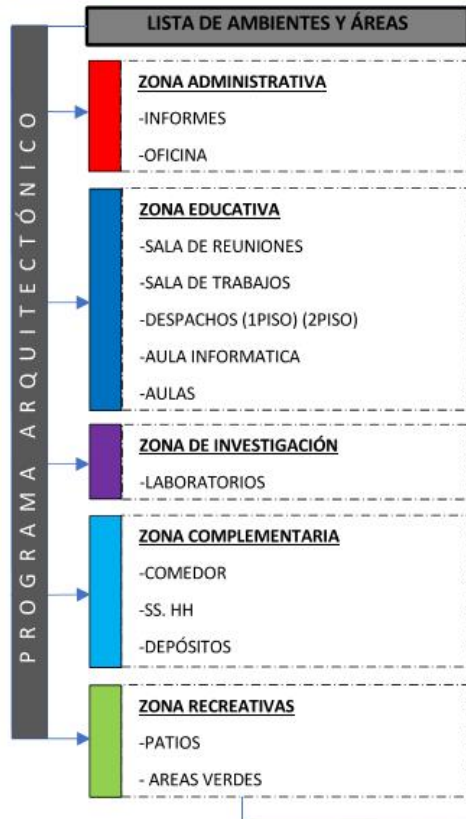 LISTA DE AMBIENTES Y ÁREAS
PROGRAMA ARQUITECTÓNICO
ZONA ADMINISTRATIVA
-INFORMES
-OFICINA
ZONA EDUCATIVA
-SALA DE REUNIONES
-SALA DE TRABAJOS
-DESPACHOS (1PISO) (2PISO)
-AULA INFORMATICA
-AULAS
ZONA DE INVESTIGACIÓN
-LABORATORIOS
ZONA COMPLEMENTARIA
-COMEDOR
-SS. HH
-DEPÓSITOS
ZONA RECREATIVAS
-PATIOS
- AREAS VERDES